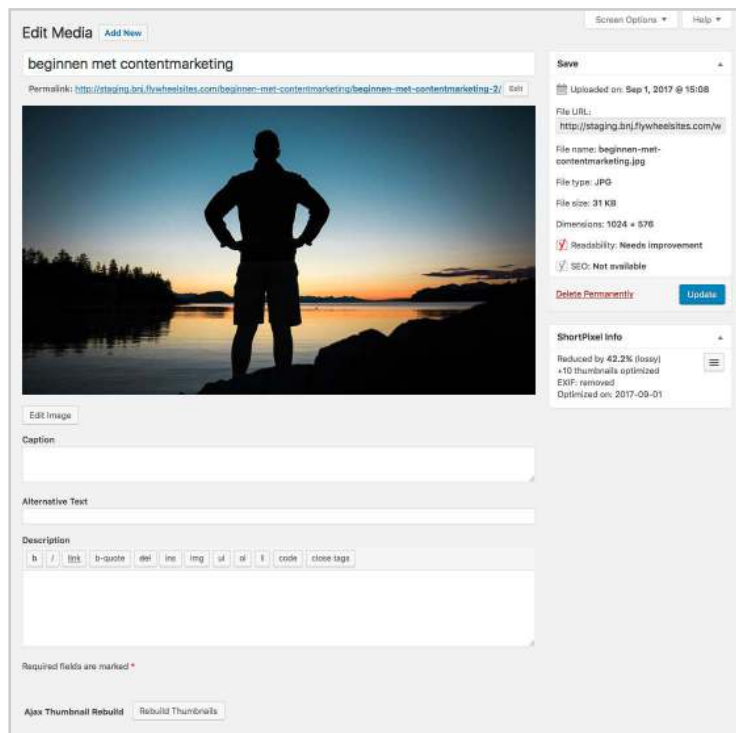 Screen Options ▼
Help ▼
Edit Media
Add New
beginnen met contentmarketing
Permalink: http://staging.bnj.flywheelsites.com/beginnen-met-contentmarketing/beginnen-met-contentmarketing-2/ Edit
Edit Image
Caption
Alternative Text
Description
b
i
link
b-quote
del
ins
img
ul
ol
li
code
close tags
Required fields are marked *
Ajax Thumbnail Rebuild
Rebuild Thumbnails
Save
Uploaded on: Sep 1, 2017 @ 15:08
File URL:
http://staging.bnj.flywheelsites.com/w
File name: beginnen-met-
contentmarketing.jpg
File type: JPG
File size: 31 KB
Dimensions: 1024 × 576
Readability: Needs improvement
SEO: Not available
Delete Permanently
Update
ShortPixel Info
Reduced by 42.2% (lossy)
+10 thumbnails optimized
EXIF: removed
Optimized on: 2017-09-01